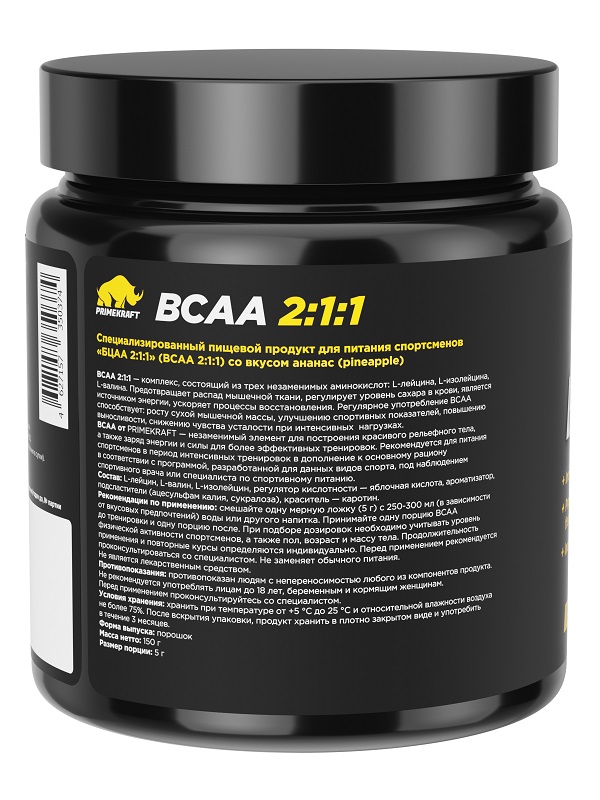 PRIMEKRAFT
BCAA 2:1:1
Специализированный пищевой продукт для питания спортсменов
«БЦАА 2:1:1» (BCAA 2:1:1) со вкусом ананас (pineapple)
BCAA 2:1:1 — комплекс, состоящий из трех незаменимых аминокислот: L-лейцина, L-изолейцина,
L-валина. Предотвращает распад мышечной ткани, регулирует уровень сахара в крови, является
источником энергии, ускоряет процессы восстановления. Регулярное употребление BCAA
способствует: росту сухой мышечной массы, улучшению спортивных показателей, повышению
выносливости, снижению чувства усталости при интенсивных нагрузках.
BCAA от PRIMEKRAFT — незаменимый элемент для построения красивого рельефного тела,
а также заряд энергии и силы для более эффективных тренировок. Рекомендуется для питания
спортсменов в период интенсивных тренировок в дополнение к основному рациону
в соответствии с программой, разработанной для данных видов спорта, под наблюдением
спортивного врача или специалиста по спортивному питанию.
Состав: L-лейцин, L-валин, L-изолейцин, регулятор кислотности — яблочная кислота, ароматизатор,
подсластители (ацесульфам калия, сукралоза), краситель — каротин.
Рекомендации по применению: смешайте одну мерную ложку (5 г) с 250-300 мл (в зависимости
от вкусовых предпочтений) воды или другого напитка. Принимайте одну порцию BCAA
до тренировки и одну порцию после. При подборе дозировок необходимо учитывать уровень
физической активности спортсменов, а также пол, возраст и массу тела. Продолжительность
применения и повторные курсы определяются индивидуально. Перед применением рекомендуется
проконсультироваться со специалистом. Не заменяет обычного питания.
Не является лекарственным средством.
Противопоказания: противопоказан людям с непереносимостью любого из компонентов продукта.
Не рекомендуется употреблять лицам до 18 лет, беременным и кормящим женщинам.
Перед применением проконсультируйтесь со специалистом.
Условия хранения: хранить при температуре от +5 °С до 25 °С и относительной влажности воздуха
не более 75%. После вскрытия упаковки, продукт хранить в плотно закрытом виде и употребить
в течение 3 месяцев.
Форма выпуска: порошок
Масса нетто: 150 г
Размер порции: 5 г
4 627157 350374